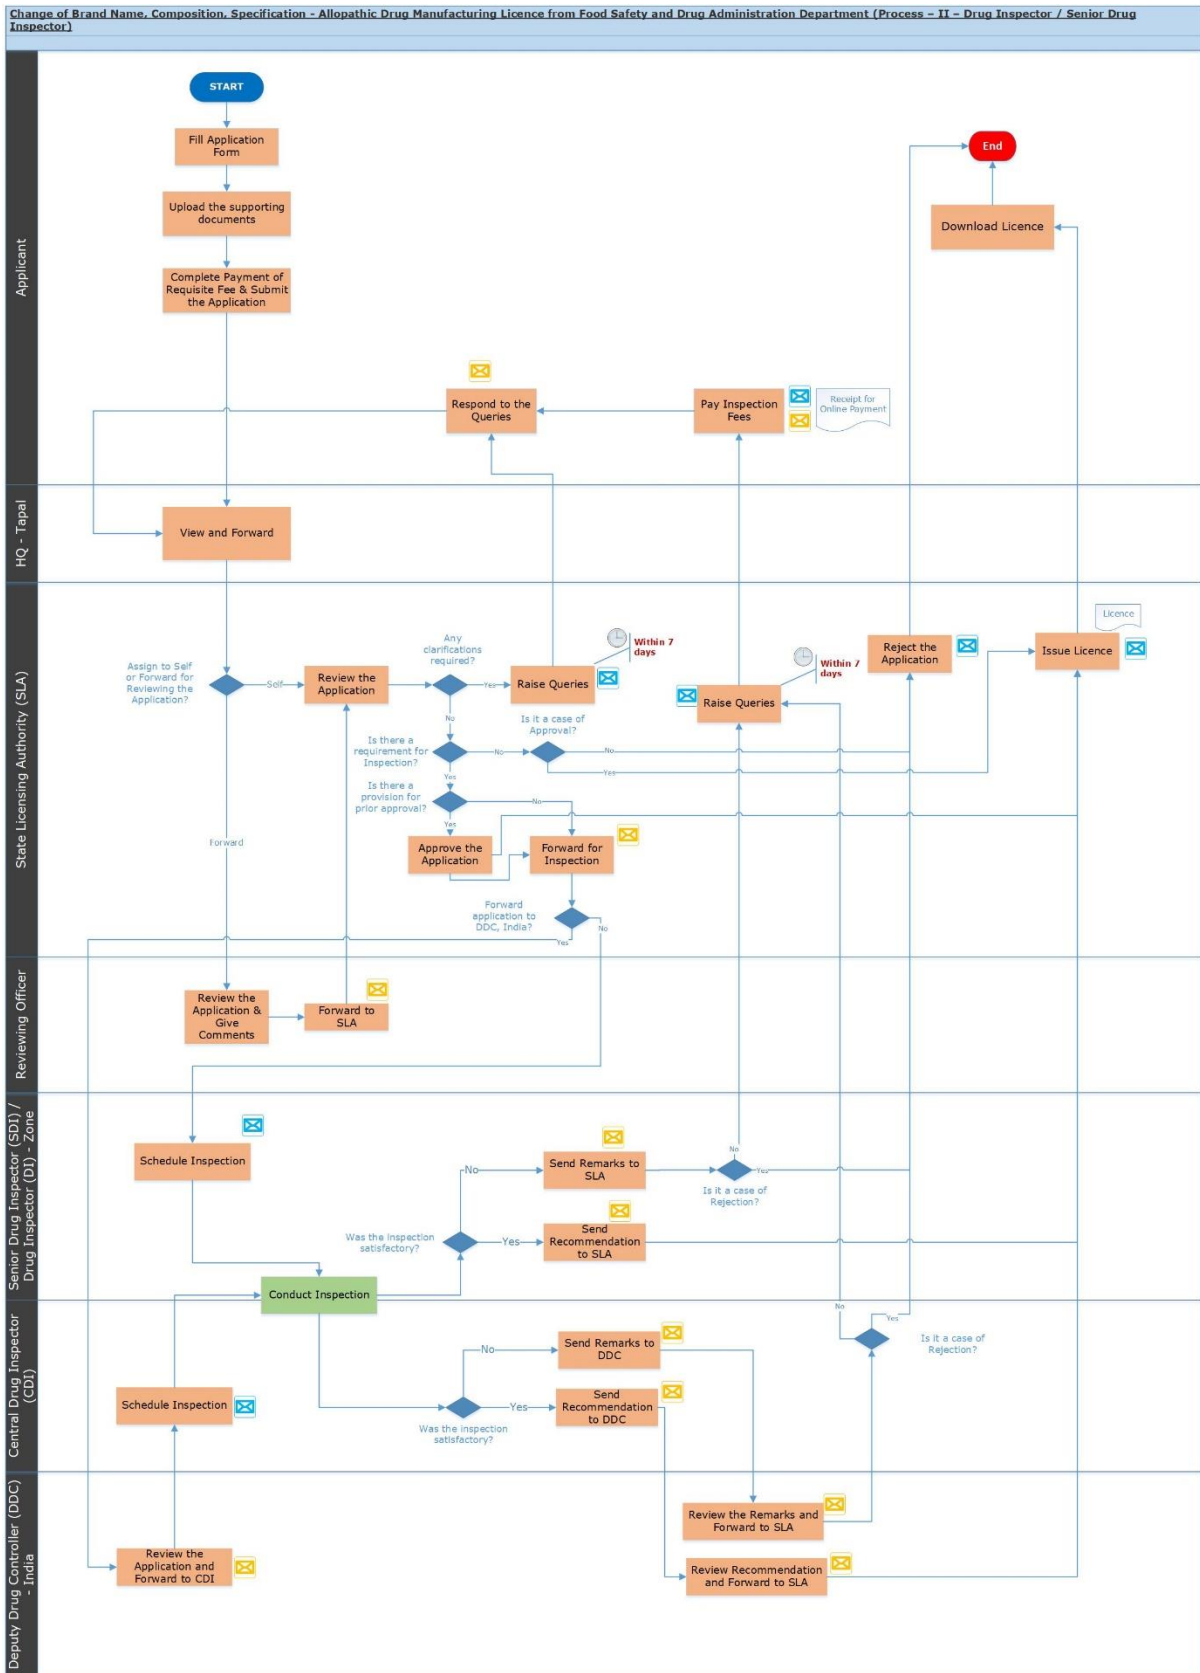 Change of Brand Name, Composition, Specification - Allopathic Drug Manufacturing Licence from Food Safety and Drug Administration Department (Process – II – Drug Inspector / Senior Drug
Inspector)
Applicant
START
Fill Application
Form
Upload the supporting
documents
Complete Payment of
Requisite Fee & Submit
the Application
End
Download Licence
Respond to the
Queries
Pay Inspection
Fees
Receipt for
Online Payment
HQ - Tapal
View and Forward
State Licensing Authority (SLA)
Assign to Self
or Forward for
Reviewing the
Application?
Self
Forward
Review the
Application
Any
clarifications
required?
Yes
No
Raise Queries
Within 7
days
Raise Queries
Within 7
days
Reject the
Application
Licence
Issue Licence
Is there a
requirement for
Inspection?
No
Yes
Is it a case of
Approval?
No
Yes
Is there a
provision for
prior approval?
No
Yes
Approve the
Application
Forward for
Inspection
Forward
application to
DDC, India?
No
Yes
Reviewing Officer
Review the
Application &
Give
Comments
Forward to
SLA
Senior Drug Inspector (SDI) /
Drug Inspector (DI) - Zone
Schedule Inspection
Was the inspection
satisfactory?
No
Yes
Send Remarks to
SLA
Send
Recommendation
to SLA
No
Yes
Is it a case of
Rejection?
Conduct Inspection
Central Drug Inspector
(CDI)
Schedule Inspection
No
Yes
Was the inspection
satisfactory?
Send Remarks to
DDC
Send
Recommendation
to DDC
No
Yes
Is it a case of
Rejection?
Deputy Drug Controller (DDC)
- India
Review the
Application and
Forward to CDI
Review the Remarks and
Forward to SLA
Review Recommendation
and Forward to SLA